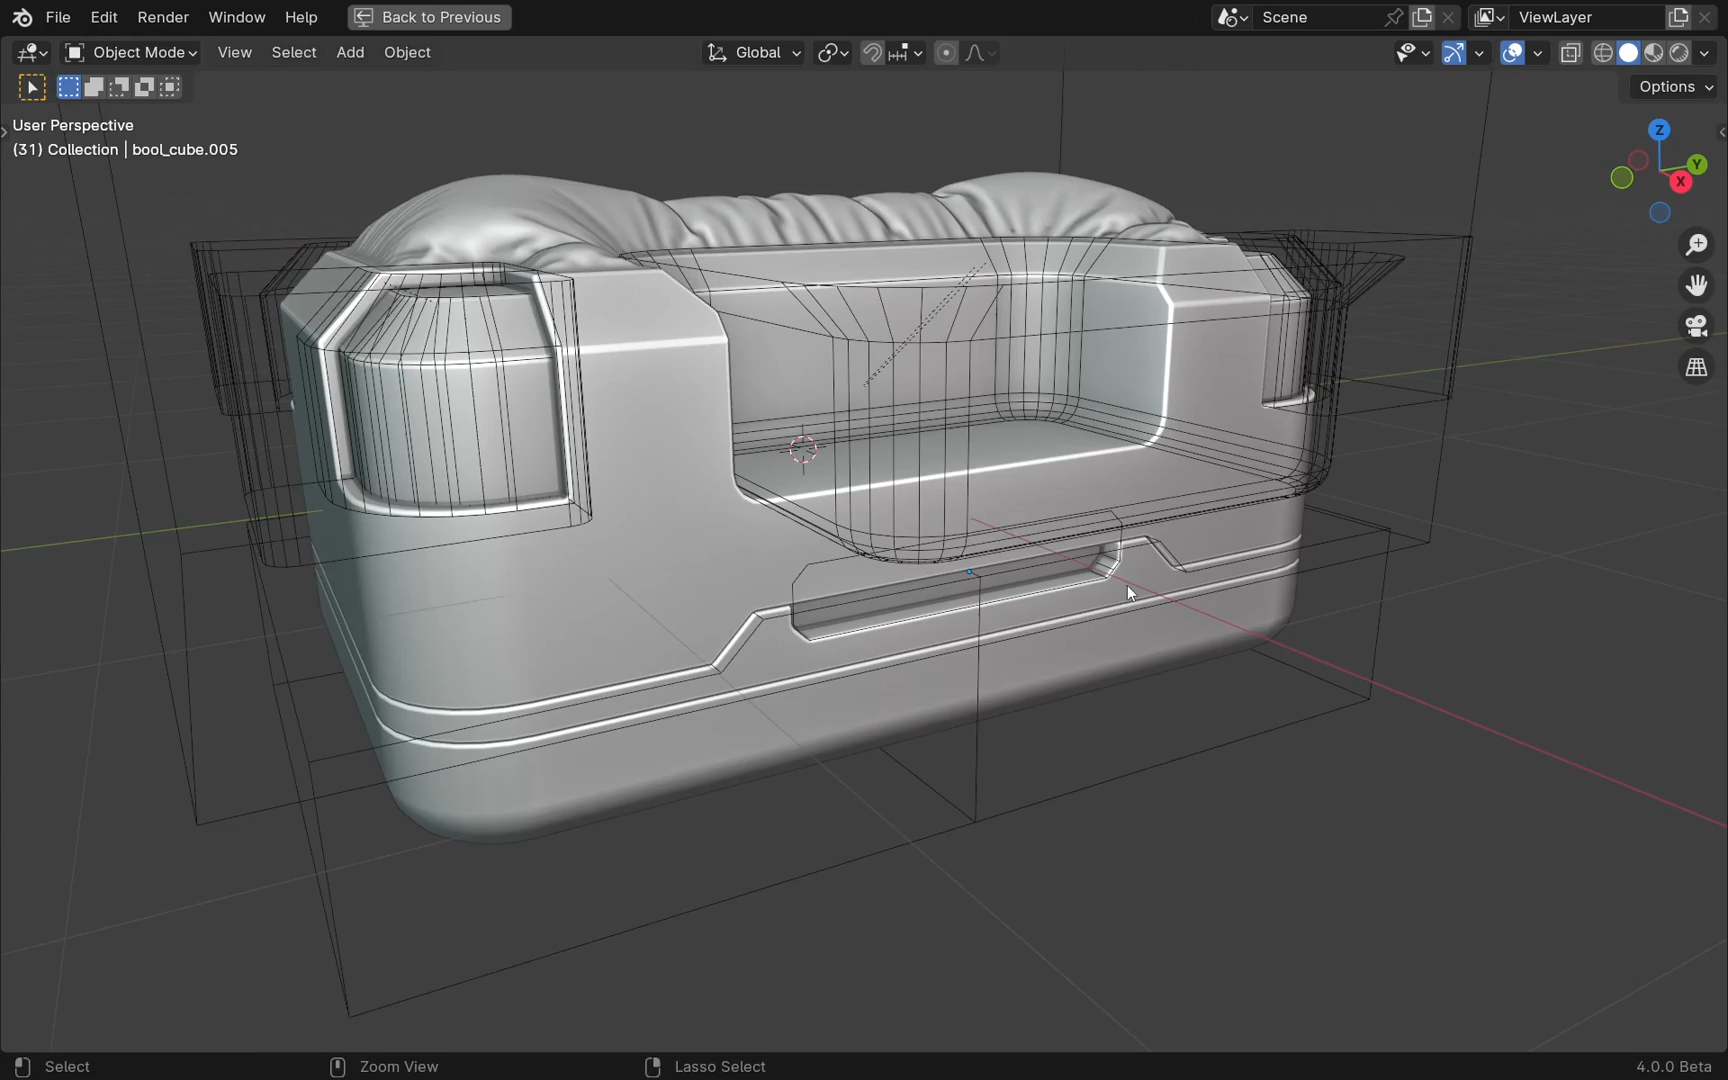 File Edit Render Window Help Back to Previous Scene ViewLayer
Object Mode View Select Add Object Global
Options
User Perspective
(31) Collection | bool_cube.005
Z
Y
X
Select Zoom View Lasso Select 4.0.0 Beta